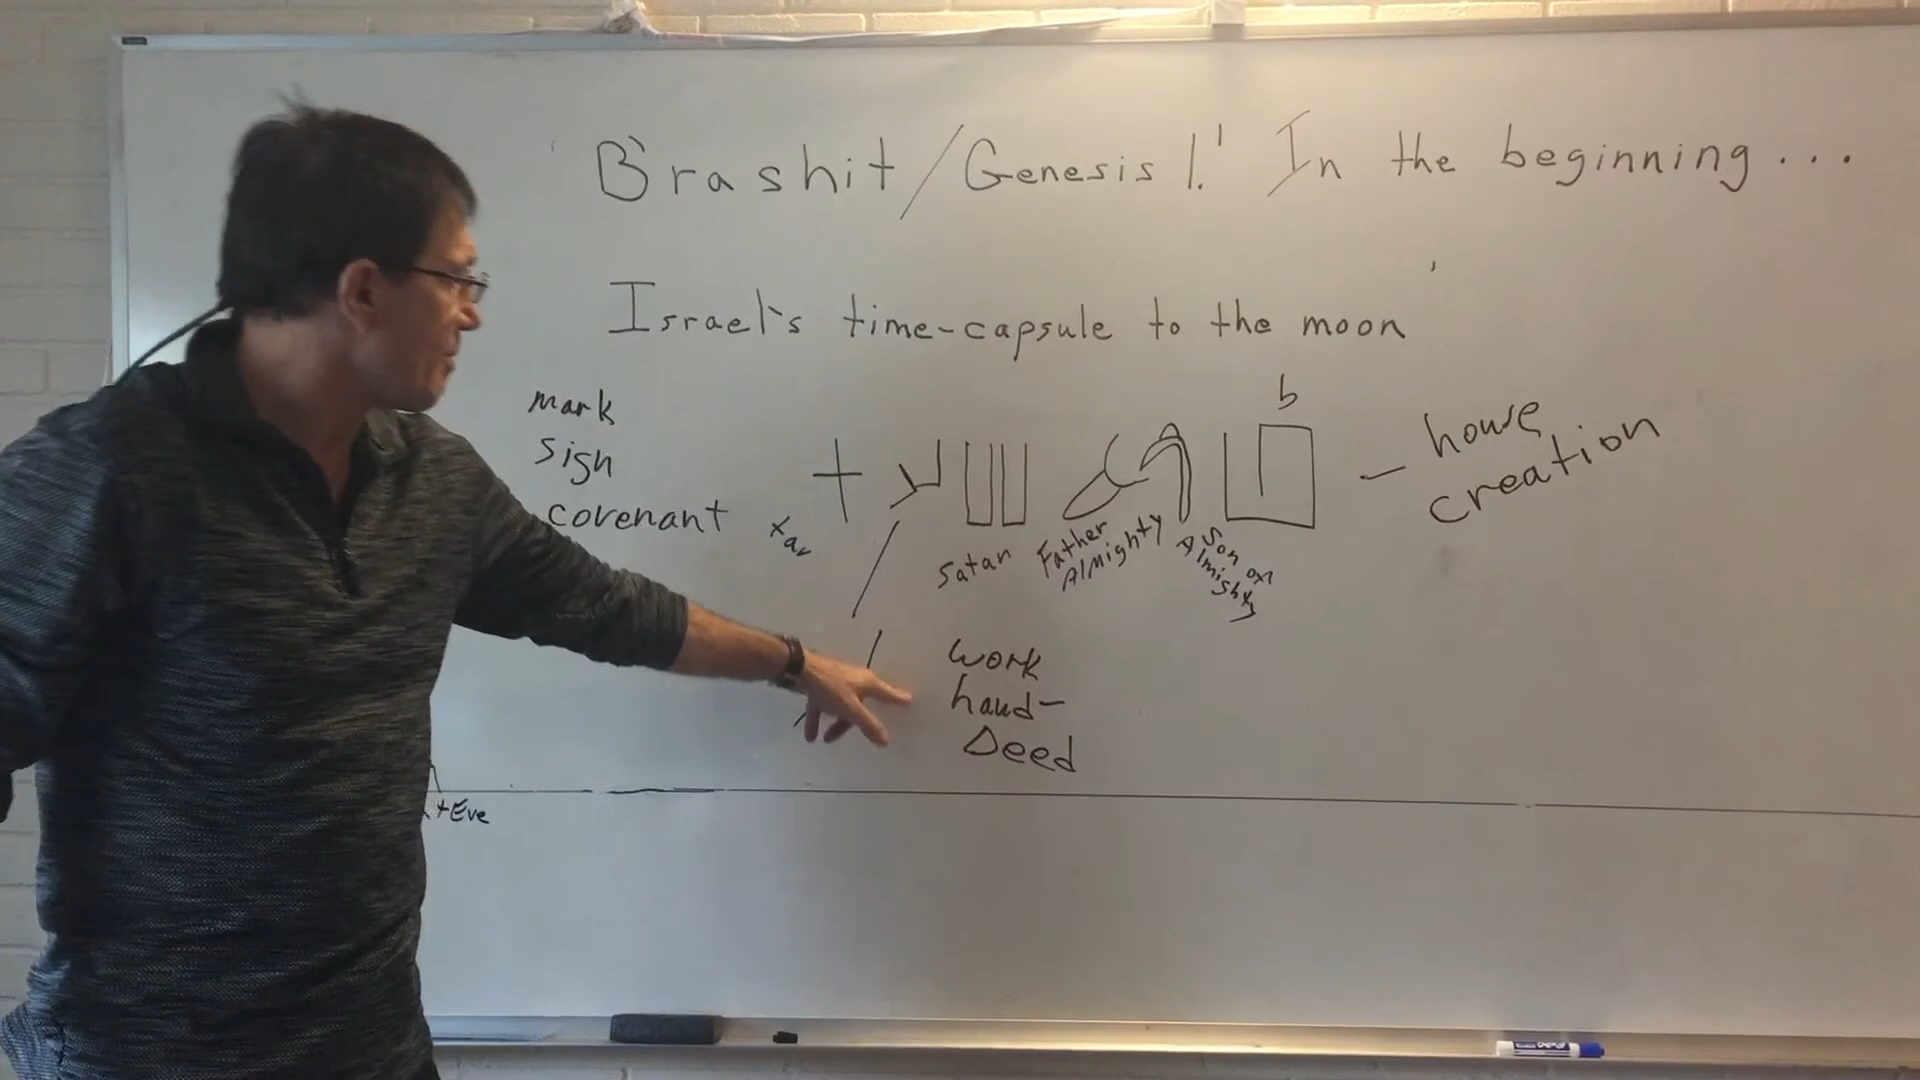 'B'rashit/Genesis 1.' In the beginning...
Israel's time-capsule to the moon'
mark
sign
covenant
tav
b
house
creation
Satan
Father
Almighty
Son of
Almighty
work
hand-
Deed
+Eve